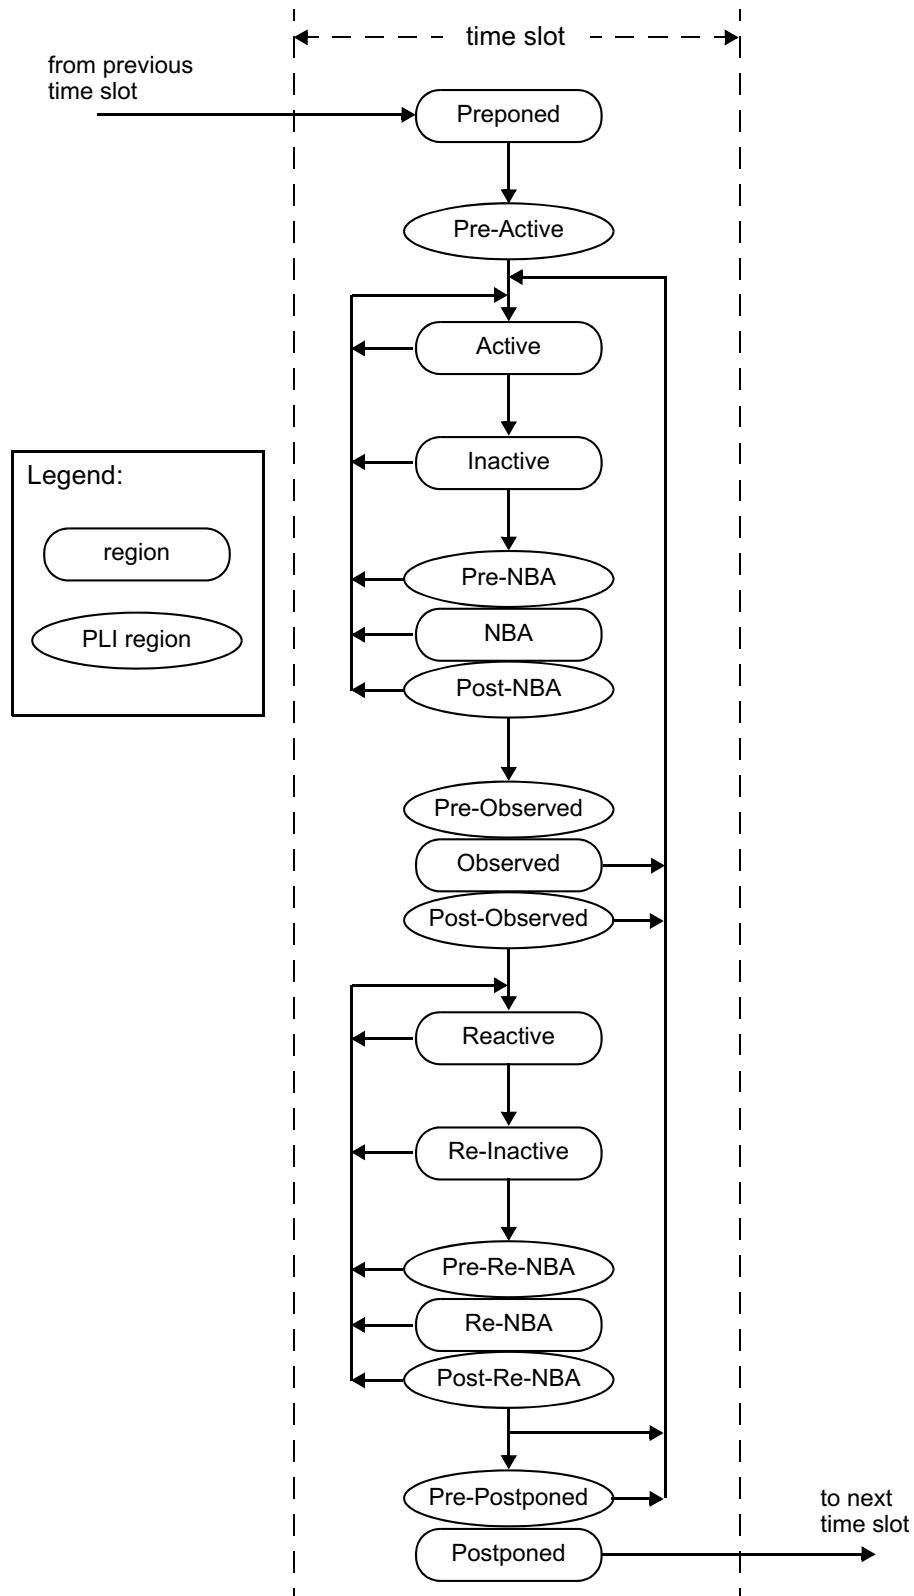 time slot
from previous
time slot
Preponed
Pre-Active
Active
Inactive
Legend:
region
PLI region
Pre-NBA
NBA
Post-NBA
Pre-Observed
Observed
Post-Observed
Reactive
Re-Inactive
Pre-Re-NBA
Re-NBA
Post-Re-NBA
Pre-Postponed
Postponed
to next
time slot